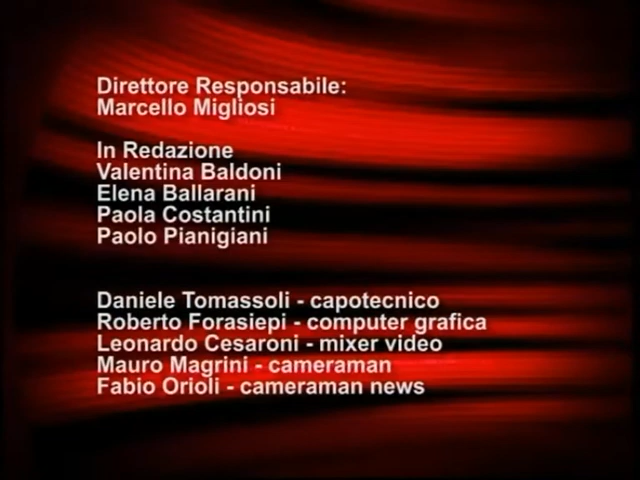 Direttore Responsabile:
Marcello Migliosi
In Redazione
Valentina Baldoni
Elena Ballarani
Paola Costantini
Paolo Pianigiani
Daniele Tomassoli - capotecnico
Roberto Forasiepi - computer grafica
Leonardo Cesaroni - mixer video
Mauro Magrini - cameraman
Fabio Orioli - cameraman news